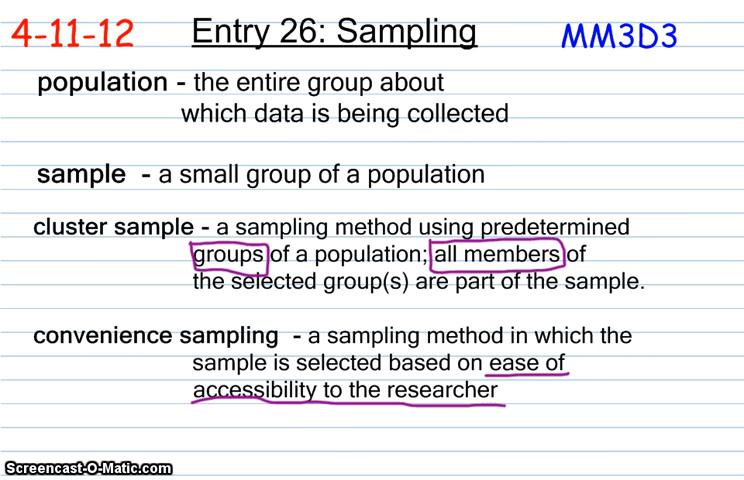 4-11-12 Entry 26: Sampling MM3D3
population - the entire group about
which data is being collected
sample - a small group of a population
cluster sample - a sampling method using predetermined
groups of a population; all members of
the selected group(s) are part of the sample.
convenience sampling - a sampling method in which the
sample is selected based on ease of
accessibility to the researcher
Screencast-O-Matic.com